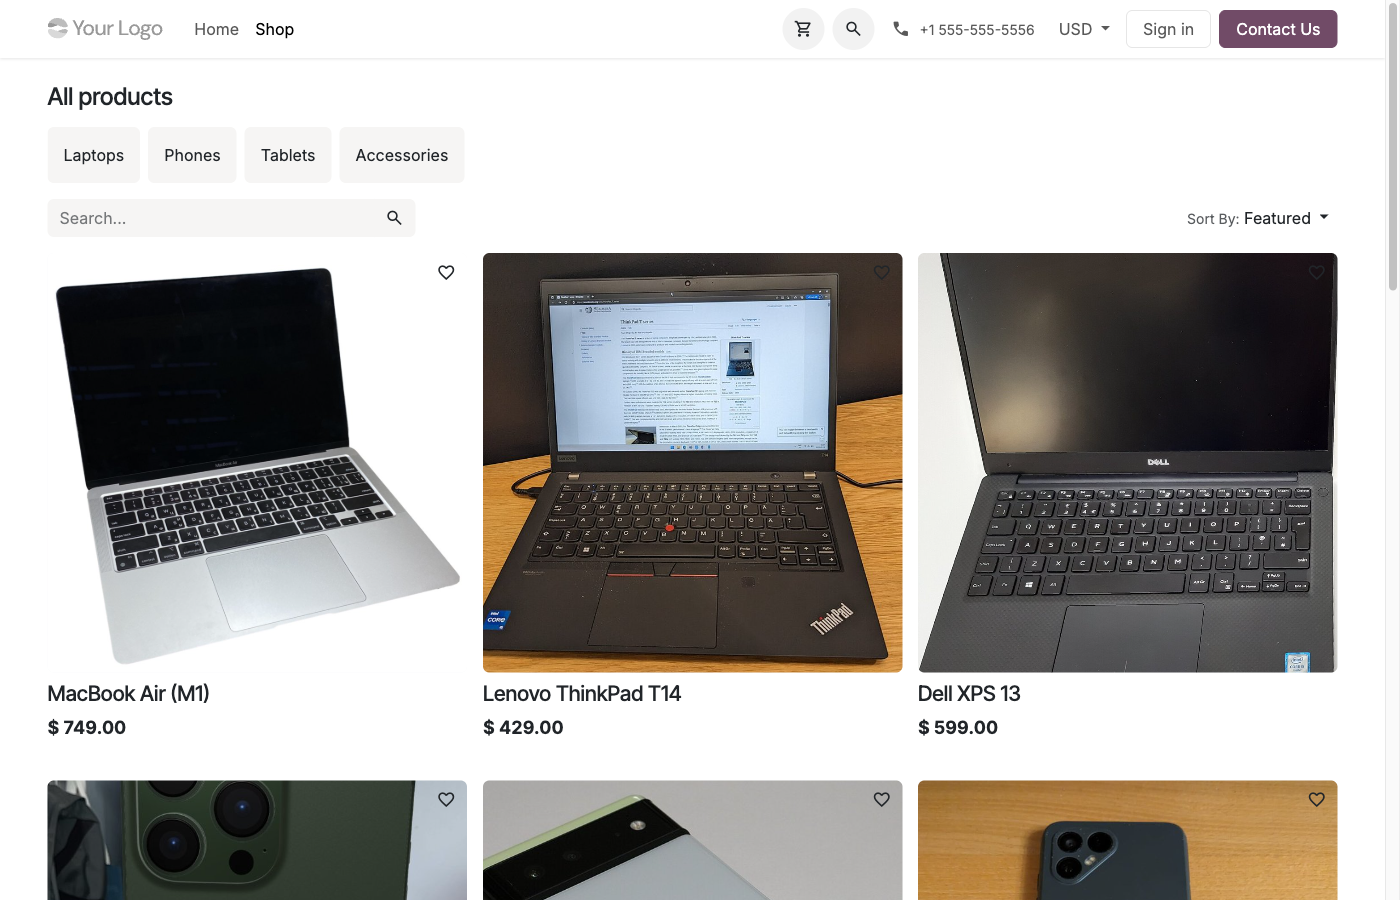 Your Logo
Home
Shop
+1 555-555-5556
USD
Sign in
Contact Us
All products
Laptops
Phones
Tablets
Accessories
Search...
Sort By: Featured
DELL
ThinkPad
MacBook Air (M1)
Lenovo ThinkPad T14
Dell XPS 13
$ 749.00
$ 429.00
$ 599.00